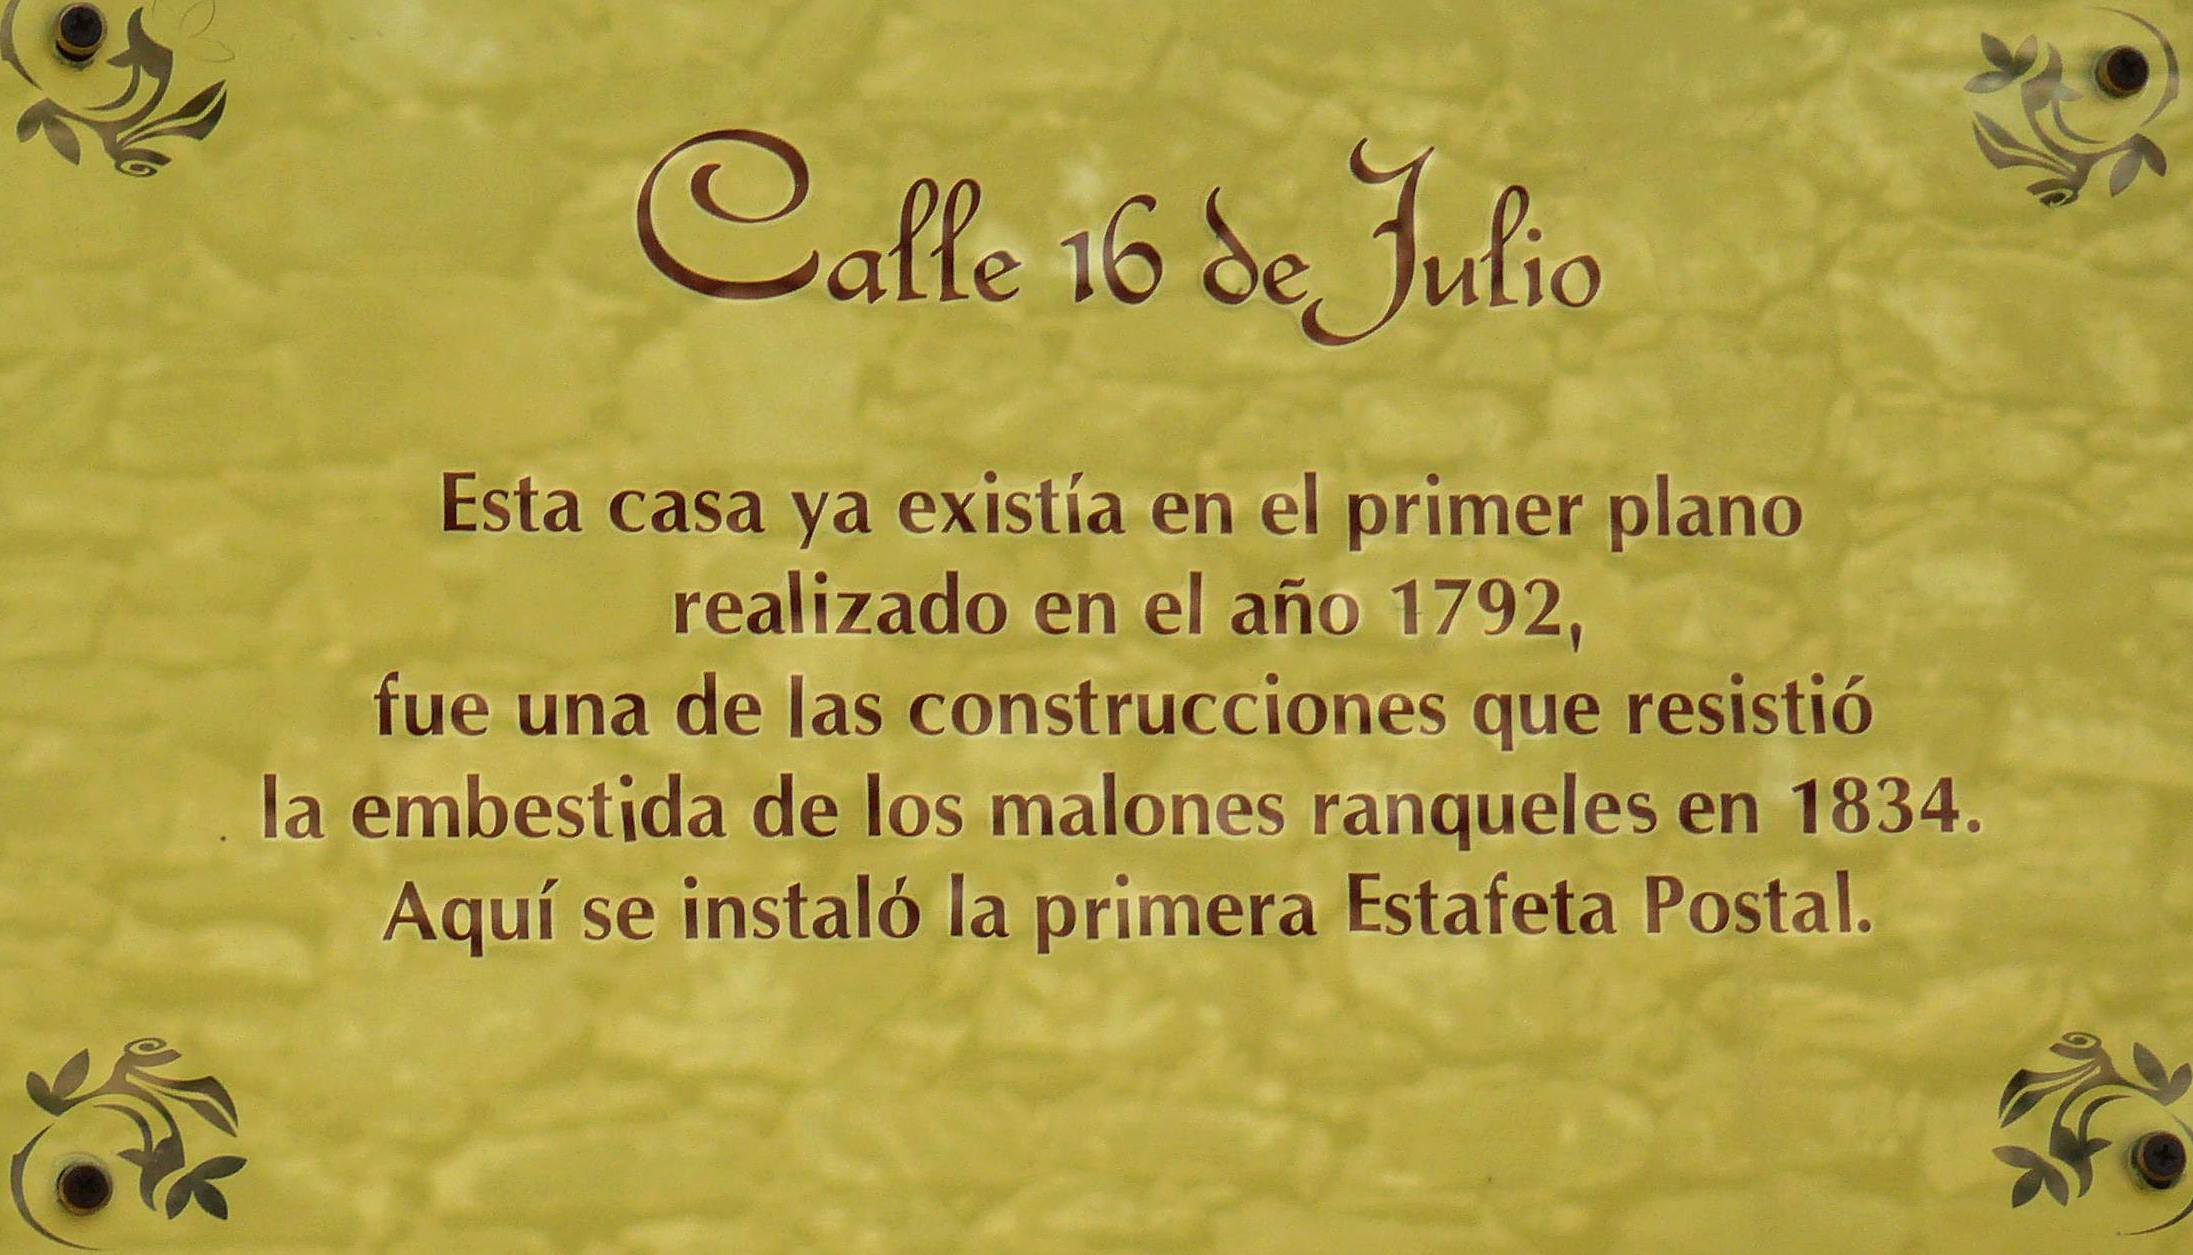 Calle 16 de Julio
Esta casa ya existía en el primer plano
realizado en el año 1792,
fue una de las construcciones que resistió
la embestida de los malones ranqueles en 1834.
Aquí se instaló la primera Estafeta Postal.